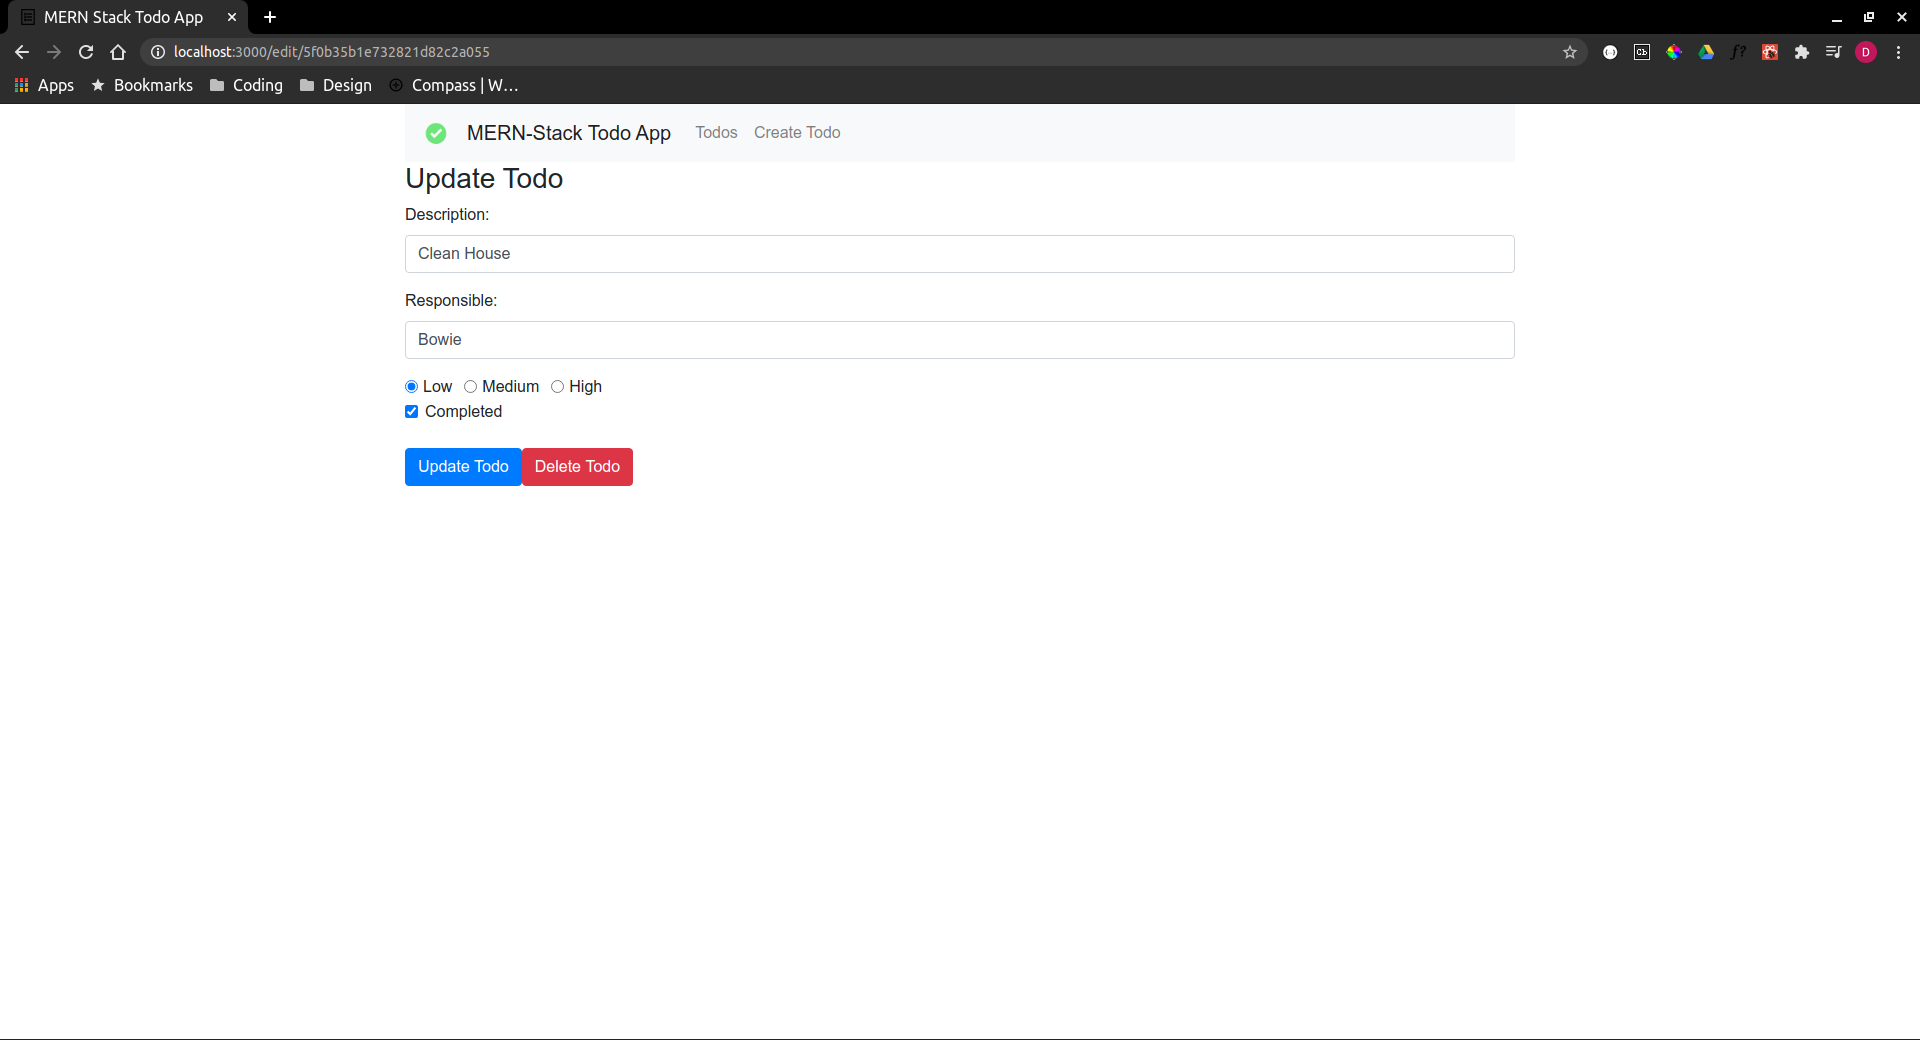 MERN Stack Todo App
localhost:3000/edit/5f0b35b1e732821d82c2a055
f?
D
Apps Bookmarks Coding Design Compass | W...
MERN-Stack Todo App Todos Create Todo
Update Todo
Description:
Clean House
Responsible:
Bowie
Low Medium High
Completed
Update Todo Delete Todo